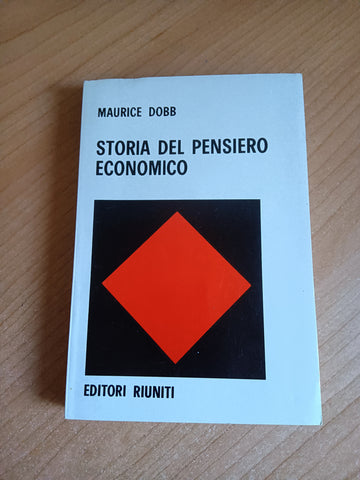 MAURICE DOBB
STORIA DEL PENSIERO
ECONOMICO
EDITORI RIUNITI